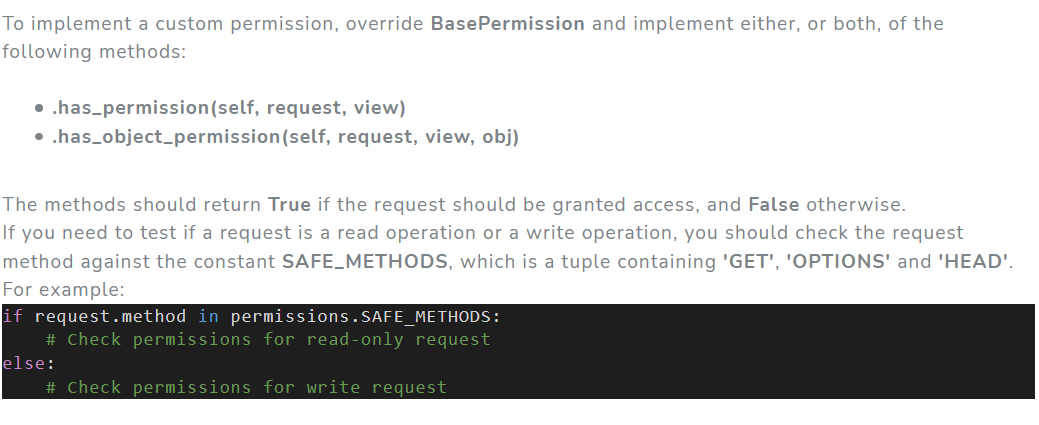 To implement a custom permission, override BasePermission and implement either, or both, of the
following methods:
• .has_permission(self, request, view)
• .has_object_permission(self, request, view, obj)
The methods should return True if the request should be granted access, and False otherwise.
If you need to test if a request is a read operation or a write operation, you should check the request
method against the constant SAFE_METHODS, which is a tuple containing 'GET', 'OPTIONS' and 'HEAD'.
For example:
if request.method in permissions.SAFE_METHODS:
    # Check permissions for read-only request
else:
    # Check permissions for write request